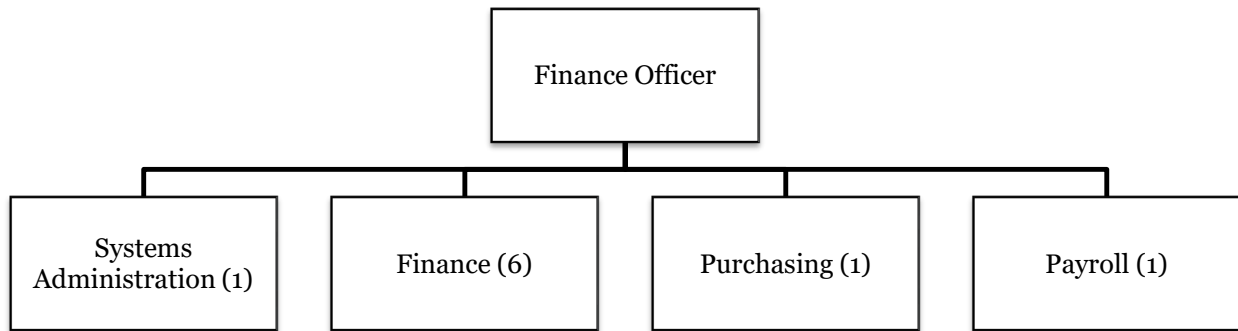 Finance Officer
Systems
Administration (1)
Finance (6)
Purchasing (1)
Payroll (1)